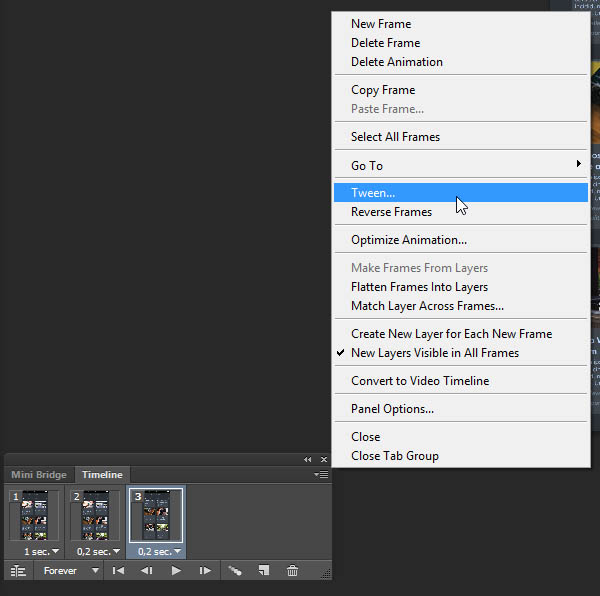 New Frame
Delete Frame
Delete Animation
Copy Frame
Paste Frame...
Select All Frames
Go To
Tween...
Reverse Frames
Optimize Animation...
Make Frames From Layers
Flatten Frames Into Layers
Match Layer Across Frames...
Create New Layer for Each New Frame
New Layers Visible in All Frames
Convert to Video Timeline
Panel Options...
Close
Close Tab Group
Mini Bridge Timeline
1 2 3
1 sec. 0,2 sec. 0,2 sec.
Forever